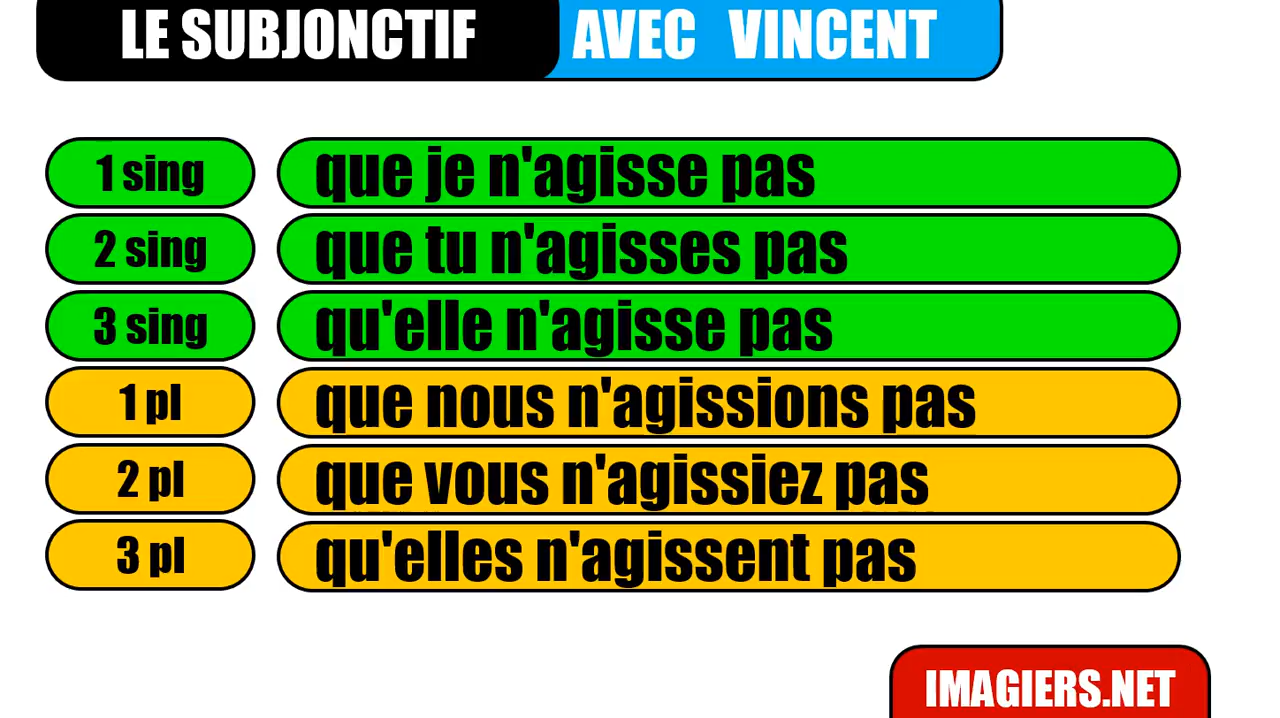 LE SUBJONCTIF AVEC VINCENT
1 sing que je n'agisse pas
2 sing que tu n'agisses pas
3 sing qu'elle n'agisse pas
1 pl que nous n'agissions pas
2 pl que vous n'agissiez pas
3 pl qu'elles n'agissent pas
IMAGIERS.NET